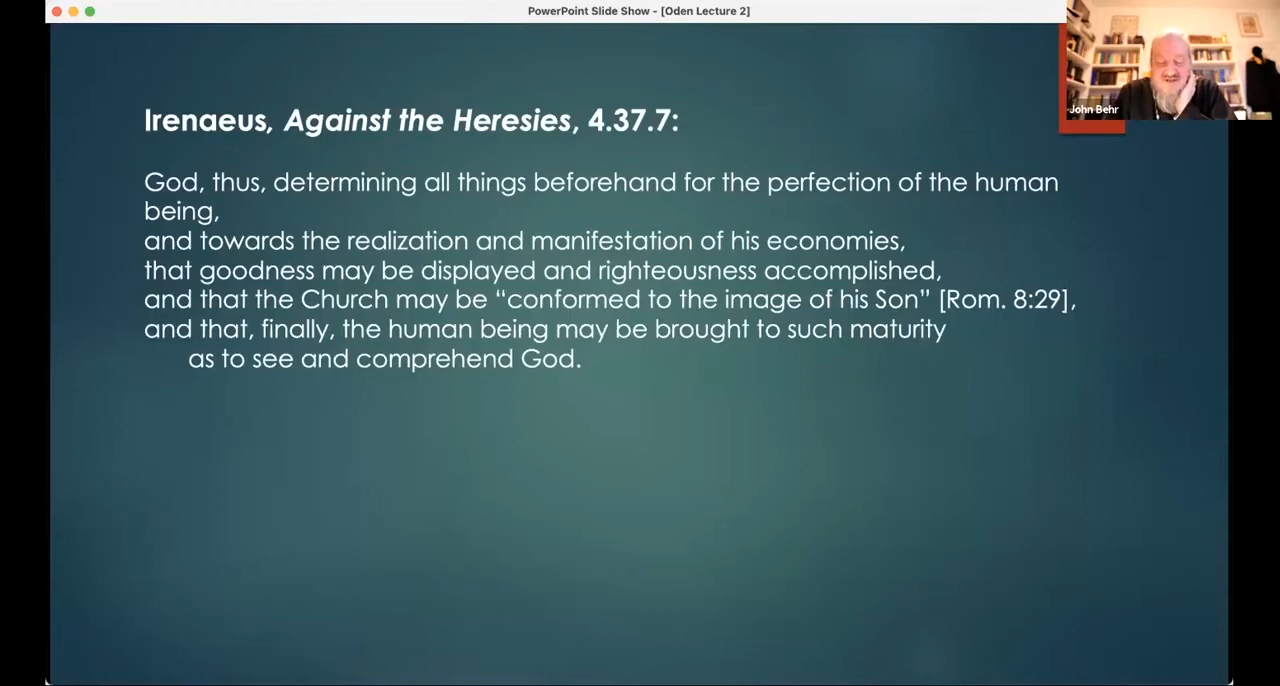 PowerPoint Slide Show - [Oden Lecture 2]
John Behr
Irenaeus, Against the Heresies, 4.37.7:
God, thus, determining all things beforehand for the perfection of the human
being,
and towards the realization and manifestation of his economies,
that goodness may be displayed and righteousness accomplished,
and that the Church may be “conformed to the image of his Son” [Rom. 8:29],
and that, finally, the human being may be brought to such maturity
as to see and comprehend God.